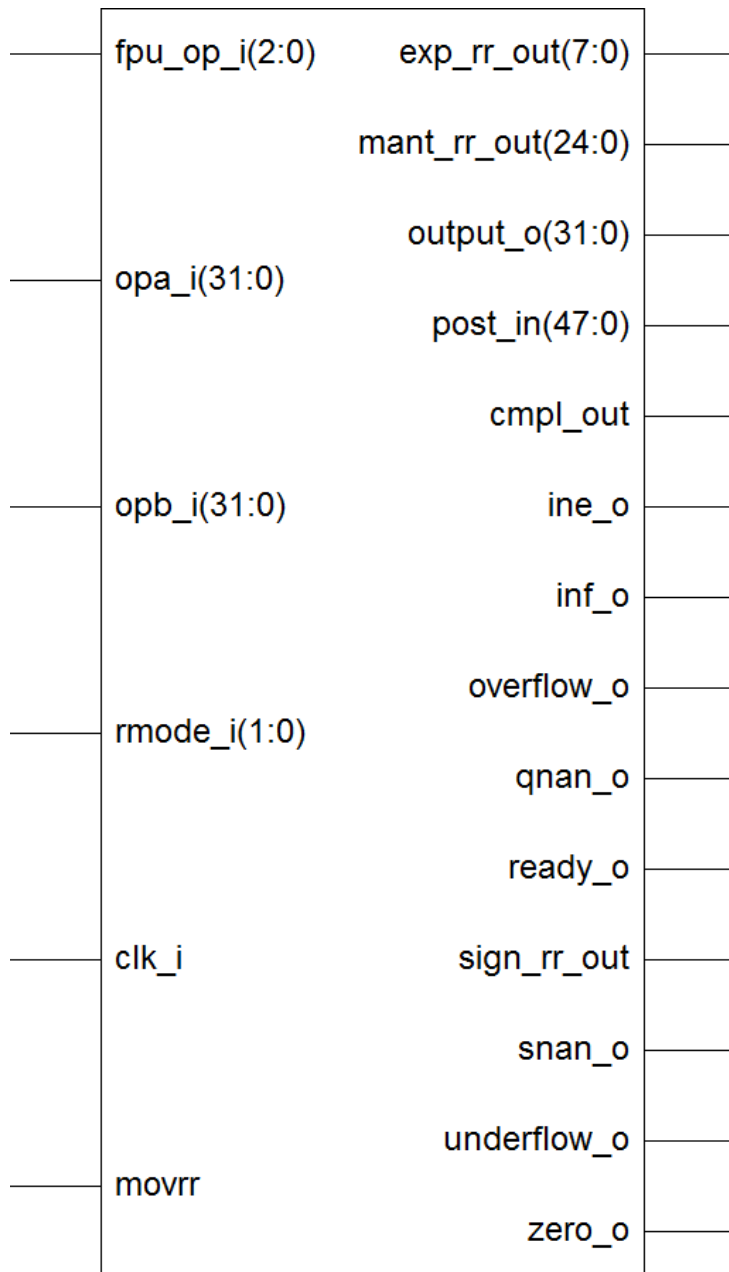 fpu_op_i(2:0) exp_rr_out(7:0)
mant_rr_out(24:0)
output_o(31:0)
opa_i(31:0)
post_in(47:0)
cmpl_out
opb_i(31:0) ine_o
inf_o
overflow_o
rmode_i(1:0)
qnan_o
ready_o
clk_i sign_rr_out
snan_o
underflow_o
movrr
zero_o